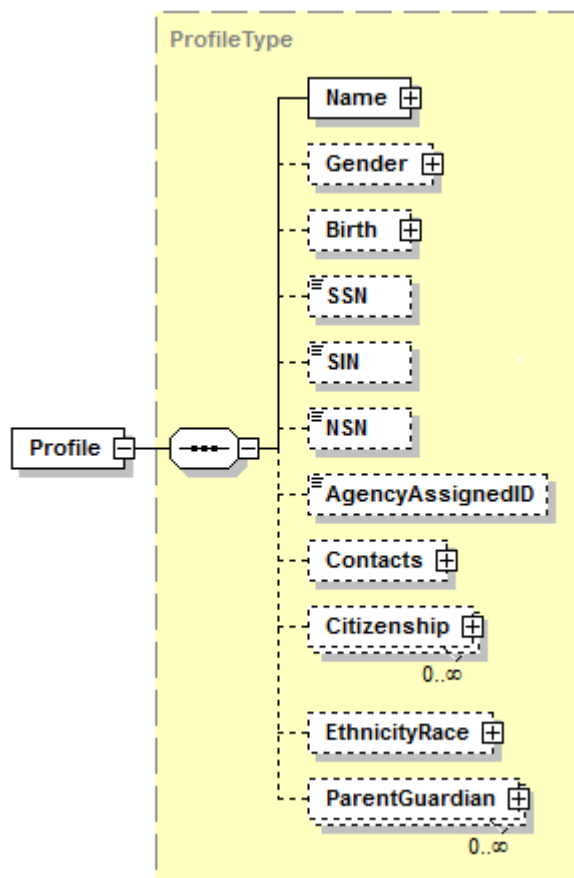 ProfileType
Name
Gender
Birth
SSN
SIN
NSN
Profile
AgencyAssignedID
Contacts
Citizenship
0..∞
EthnicityRace
ParentGuardian
0..∞